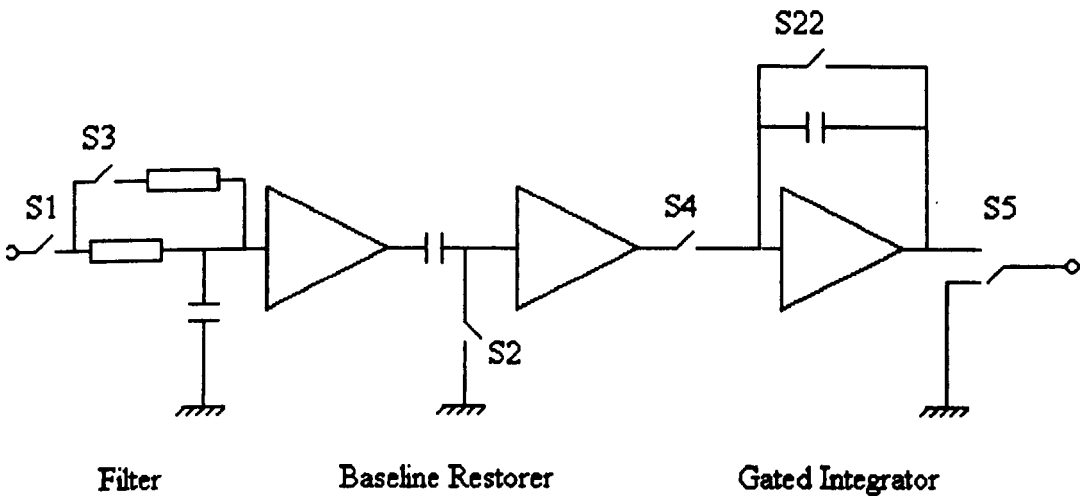 S22
S3
S1
S4
S5
S2
Filter
Baseline Restorer
Gated Integrator